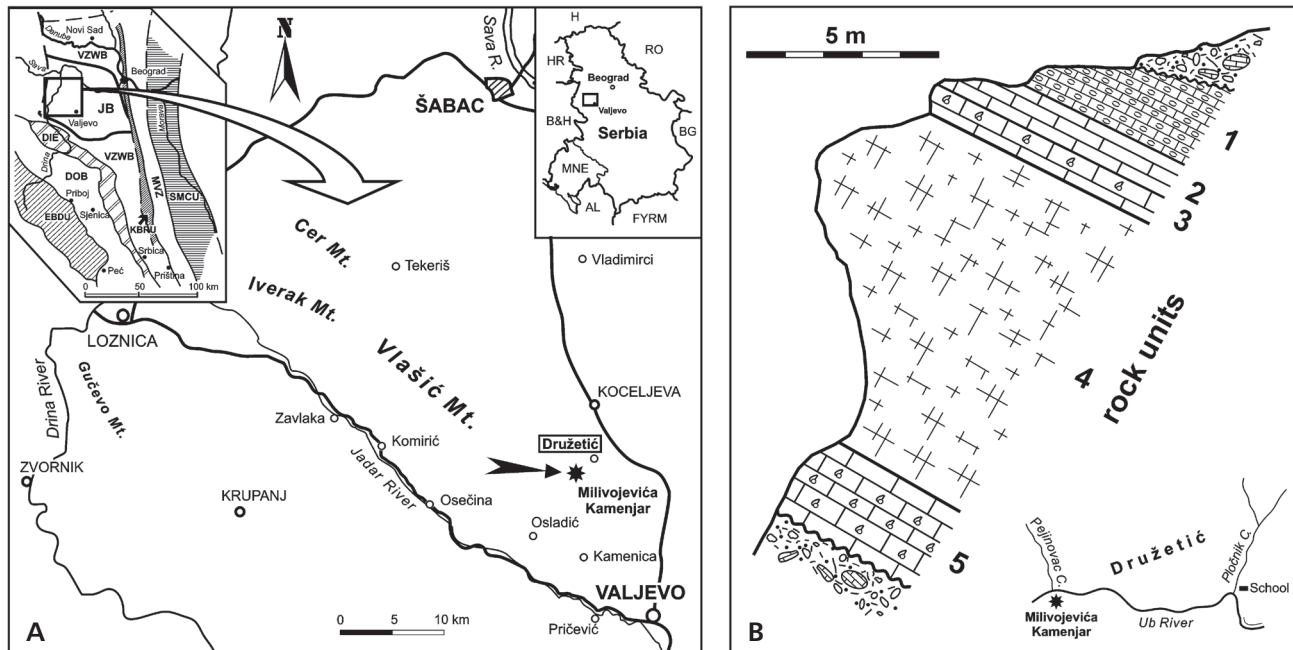 Novi Sad
Danube
VZWB
Sava
Beograd
JB
Morava
Valjevo
DIE
Drina
VZWB
DOB
MVZ
Priboj
SMCU
EBDU
Sjenica
KBRU
Srbica
Peć
Priština
0 50 100 km
N
Sava R.
ŠABAC
H
RO
HR
Beograd
Valjevo
B&H
Serbia
BG
MNE
AL
FYRM
Cer Mt.
Tekeriš
Vladimirci
Iverak Mt.
LOZNICA
Vlašić Mt.
Gučevo Mt.
Drina River
KOCELJEVA
Zavlaka
Komirić
Družetić
Jadar River
ZVORNIK
Milivojevića
Kamenjar
KRUPANJ
Osečina
Osladić
Kamenica
VALJEVO
Pričević
0 5 10 km
A
5 m
1
2
3
4
rock units
5
Pejinovac C.
Družetić
Pločnik C.
School
Milivojevića
Kamenjar
Ub River
B